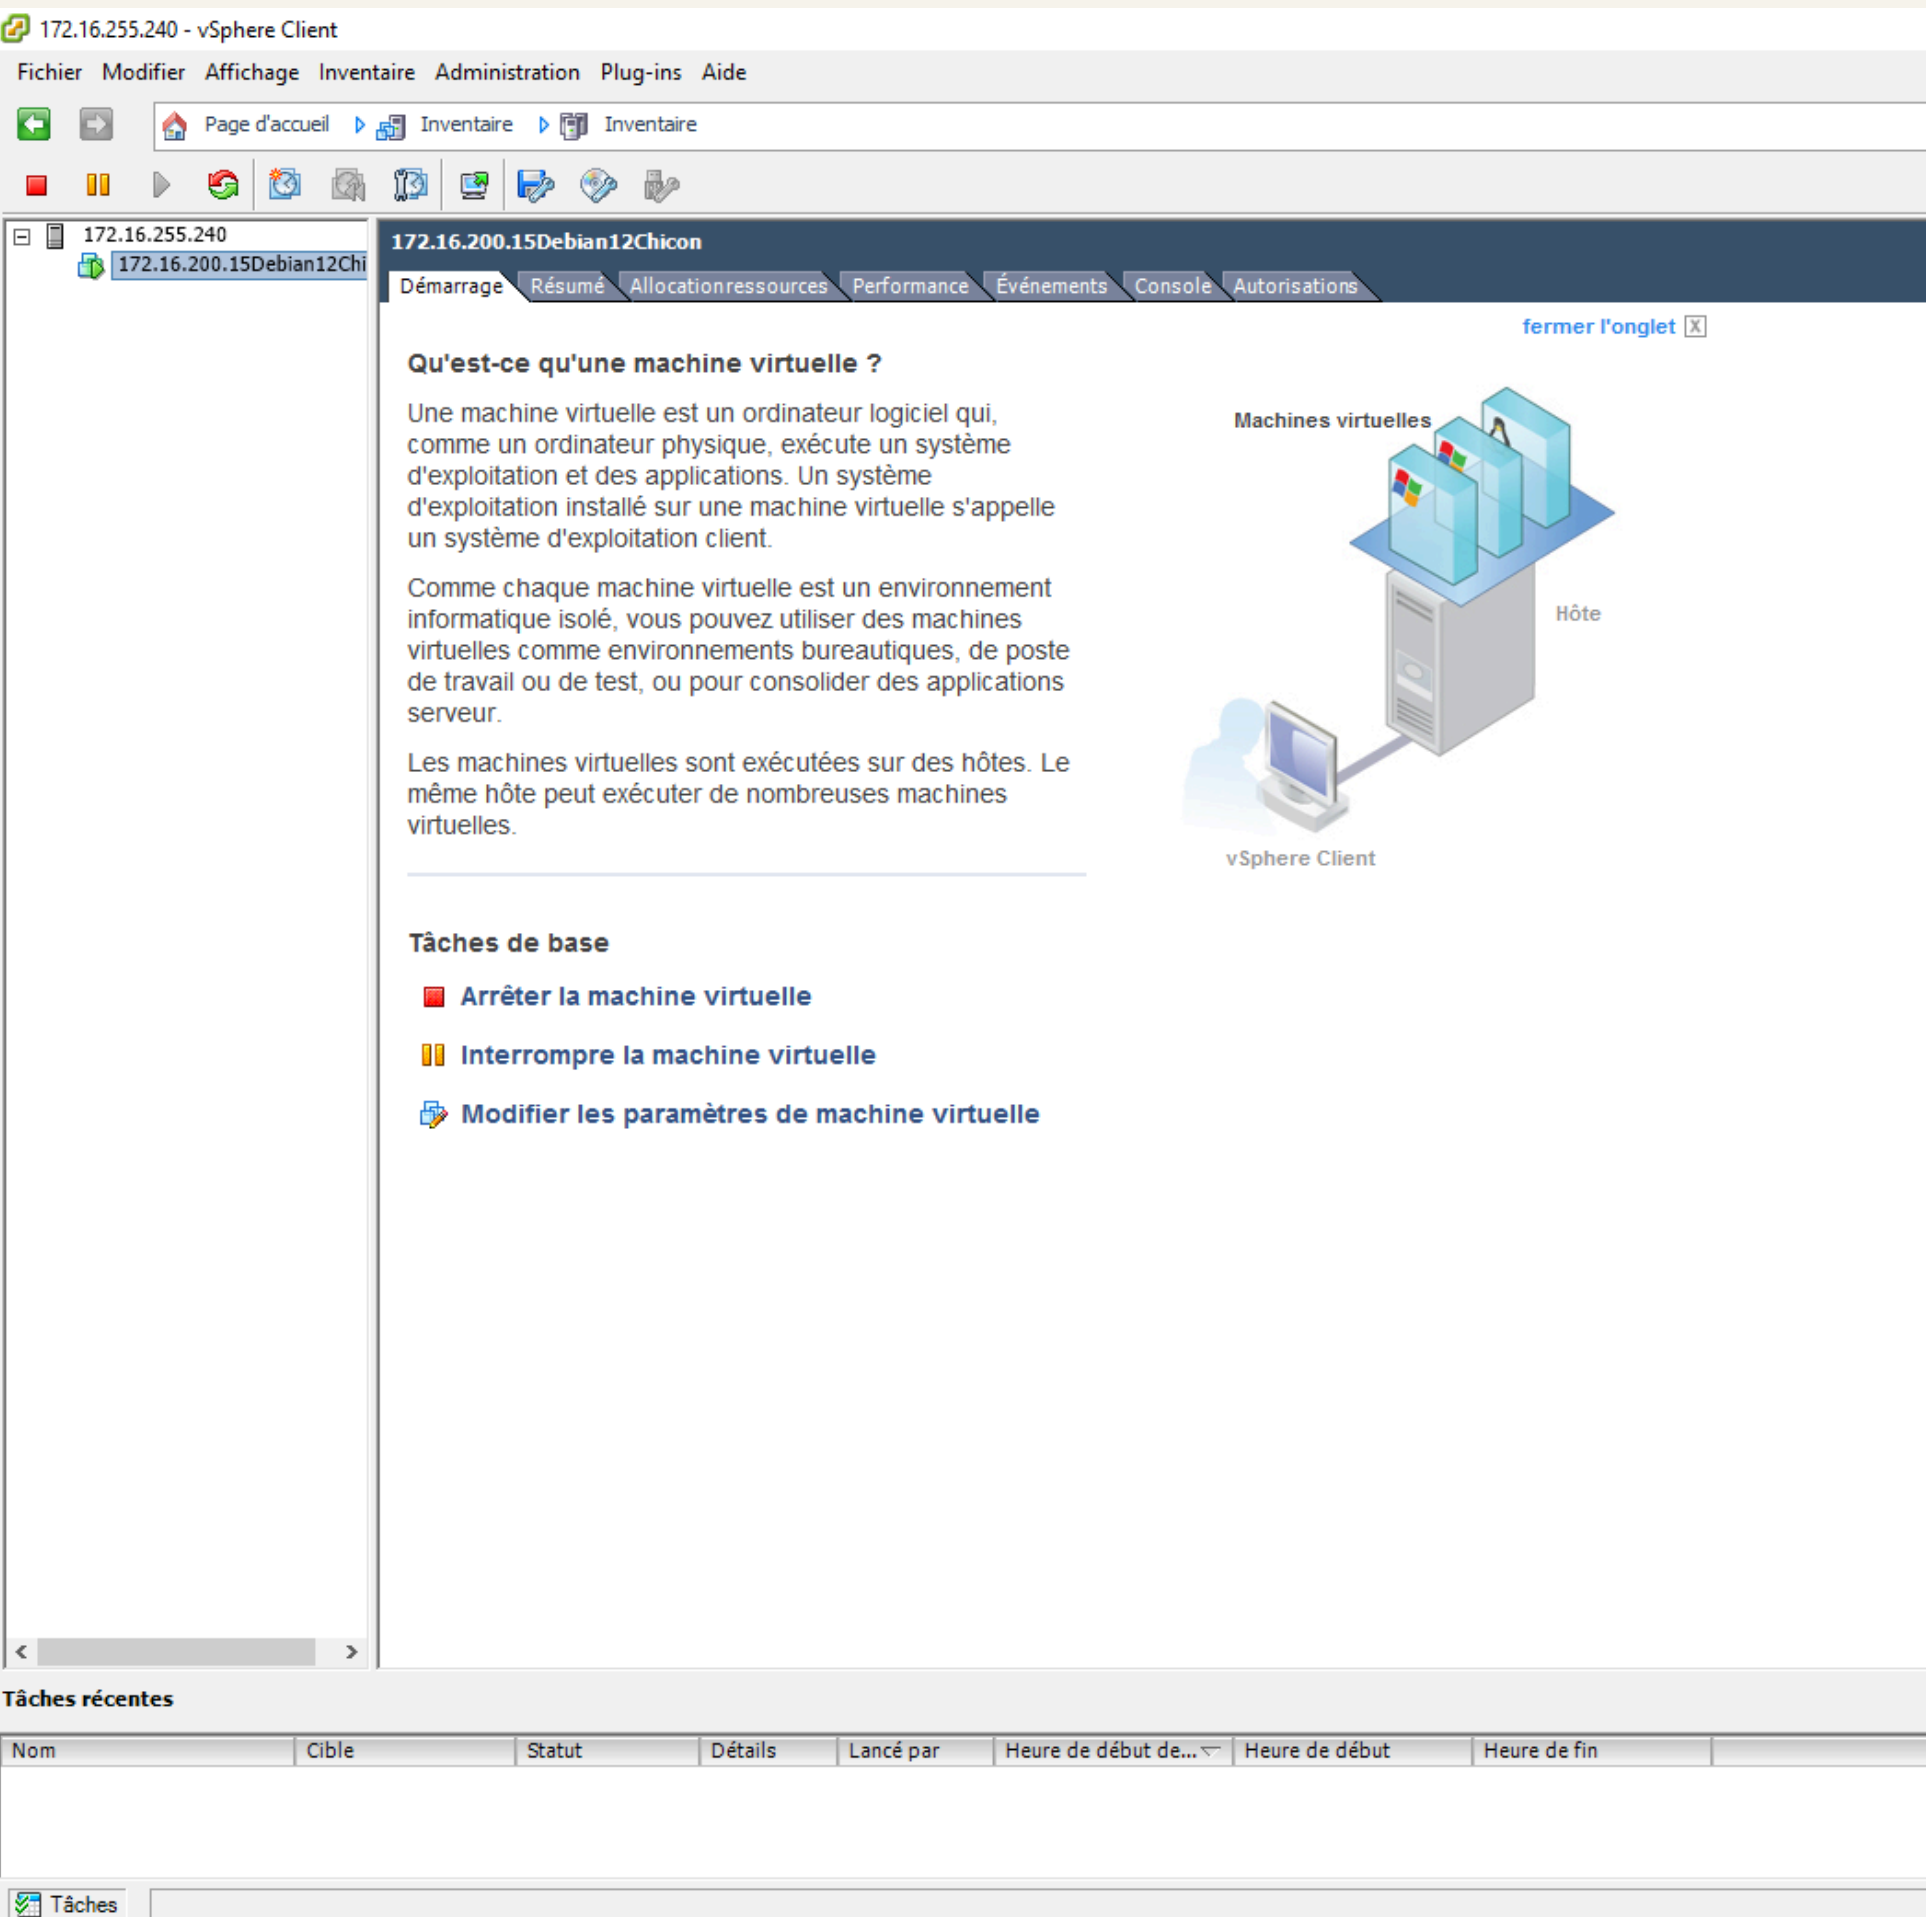 172.16.255.240 - vSphere Client
Fichier Modifier Affichage Inventaire Administration Plug-ins Aide
Page d'accueil Inventaire Inventaire
172.16.255.240
172.16.200.15Debian12Chi
172.16.200.15Debian12Chicon
Démarrage Résumé Allocation ressources Performance Événements Console Autorisations
fermer l'onglet X
Qu'est-ce qu'une machine virtuelle ?
Une machine virtuelle est un ordinateur logiciel qui,
comme un ordinateur physique, exécute un système
d'exploitation et des applications. Un système
d'exploitation installé sur une machine virtuelle s'appelle
un système d'exploitation client.
Comme chaque machine virtuelle est un environnement
informatique isolé, vous pouvez utiliser des machines
virtuelles comme environnements bureautiques, de poste
de travail ou de test, ou pour consolider des applications
serveur.
Les machines virtuelles sont exécutées sur des hôtes. Le
même hôte peut exécuter de nombreuses machines
virtuelles.
Machines virtuelles
Hôte
vSphere Client
Tâches de base
Arrêter la machine virtuelle
Interrompre la machine virtuelle
Modifier les paramètres de machine virtuelle
Tâches récentes
Nom Cible Statut Détails Lancé par Heure de début de... Heure de début Heure de fin
Tâches